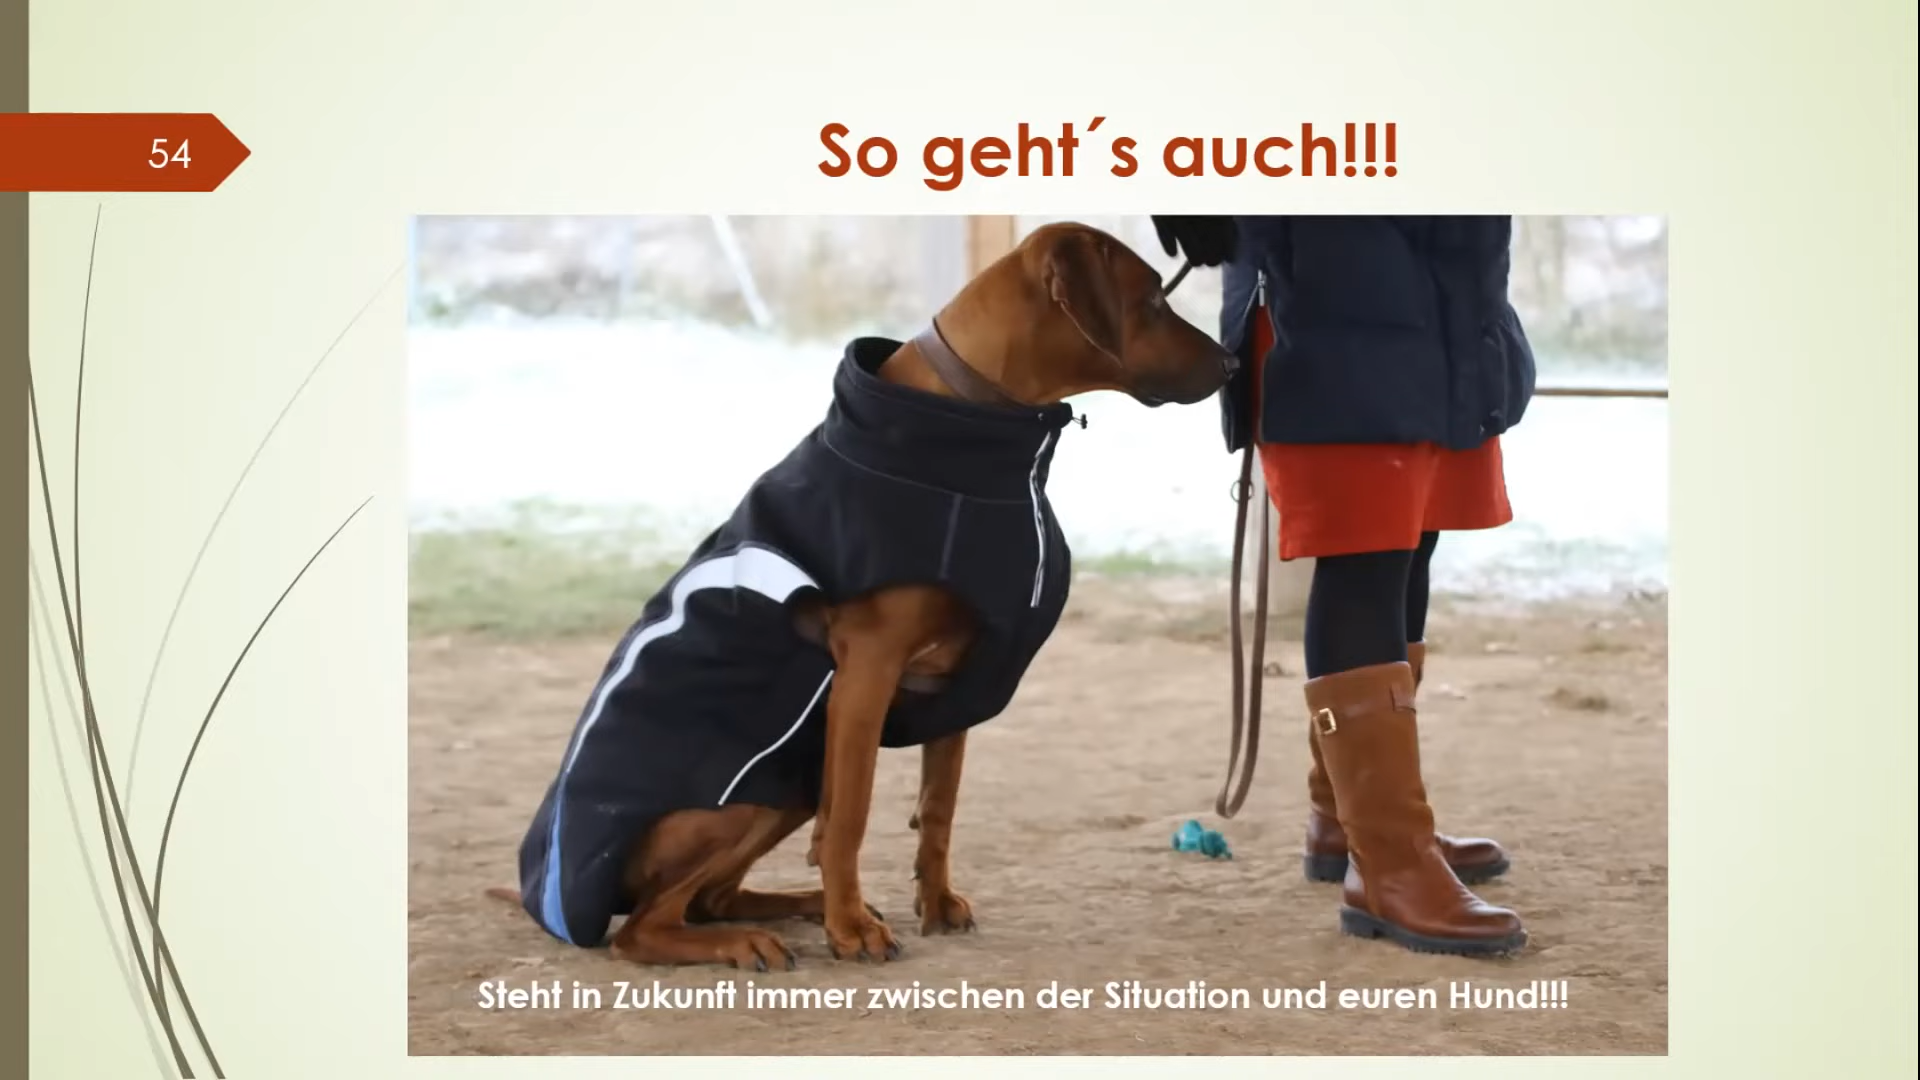 54
So geht´s auch!!!
Steht in Zukunft immer zwischen der Situation und euren Hund!!!